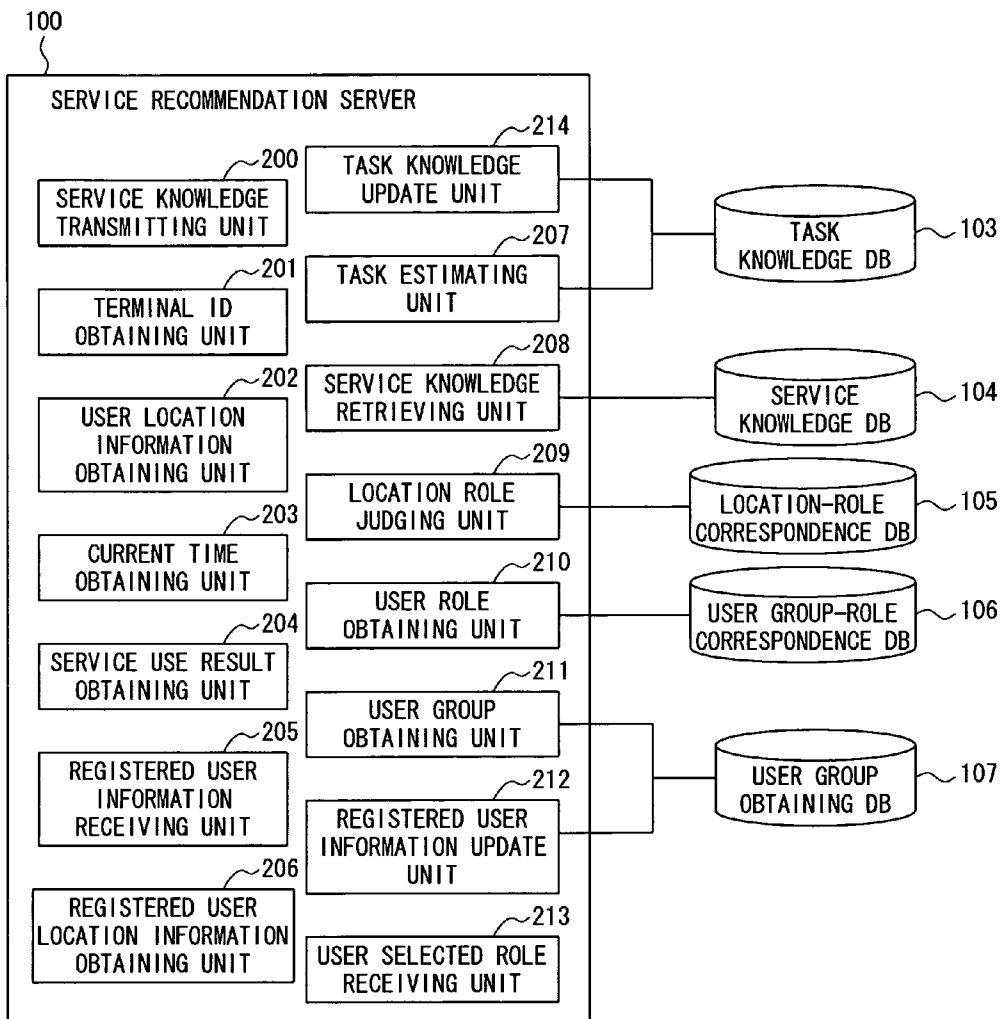 100
SERVICE RECOMMENDATION SERVER
200
SERVICE KNOWLEDGE
TRANSMITTING UNIT
201
TERMINAL ID
OBTAINING UNIT
202
USER LOCATION
INFORMATION
OBTAINING UNIT
203
CURRENT TIME
OBTAINING UNIT
204
SERVICE USE RESULT
OBTAINING UNIT
205
REGISTERED USER
INFORMATION
RECEIVING UNIT
206
REGISTERED USER
LOCATION INFORMATION
OBTAINING UNIT
214
TASK KNOWLEDGE
UPDATE UNIT
207
TASK ESTIMATING
UNIT
208
SERVICE KNOWLEDGE
RETRIEVING UNIT
209
LOCATION ROLE
JUDGING UNIT
210
USER ROLE
OBTAINING UNIT
211
USER GROUP
OBTAINING UNIT
212
REGISTERED USER
INFORMATION UPDATE
UNIT
213
USER SELECTED ROLE
RECEIVING UNIT
TASK
KNOWLEDGE DB
103
SERVICE
KNOWLEDGE DB
104
LOCATION-ROLE
CORRESPONDENCE DB
105
USER GROUP-ROLE
CORRESPONDENCE DB
106
USER GROUP
OBTAINING DB
107